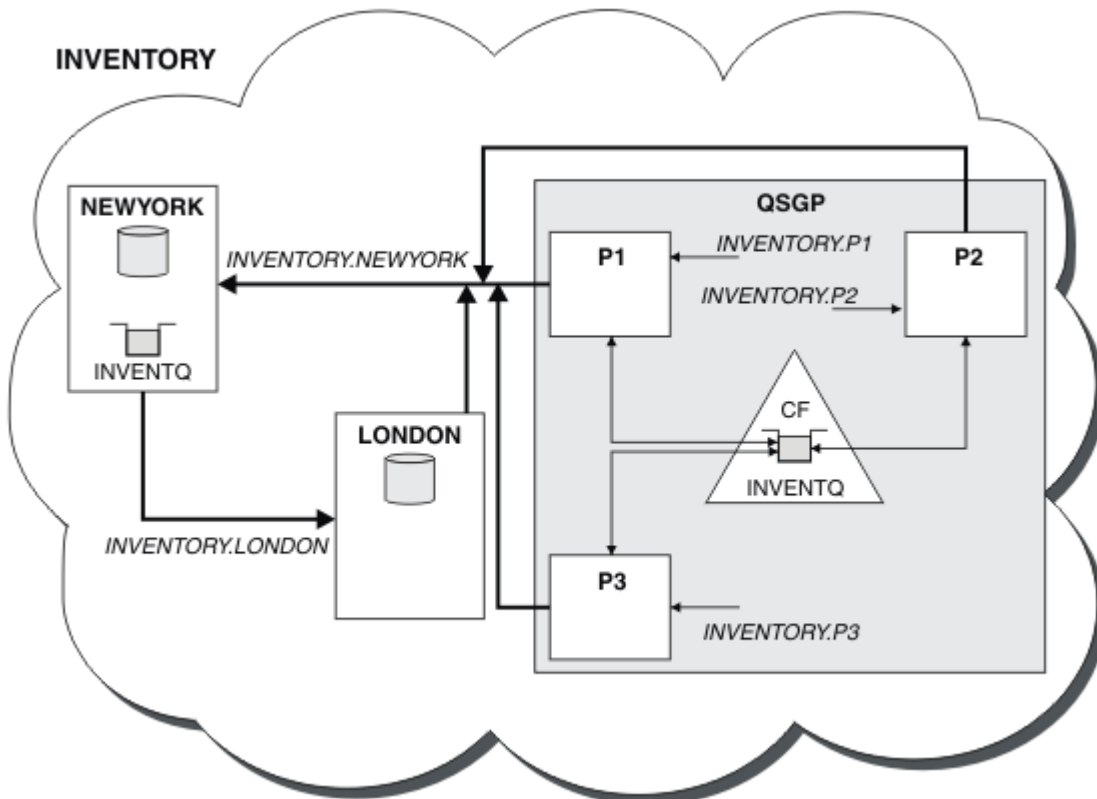 INVENTORY
NEWYORK
INVENTQ
INVENTORY.NEWYORK
INVENTORY.LONDON
LONDON
QSGP
P1
INVENTORY.P1
P2
INVENTORY.P2
CF
INVENTQ
P3
INVENTORY.P3